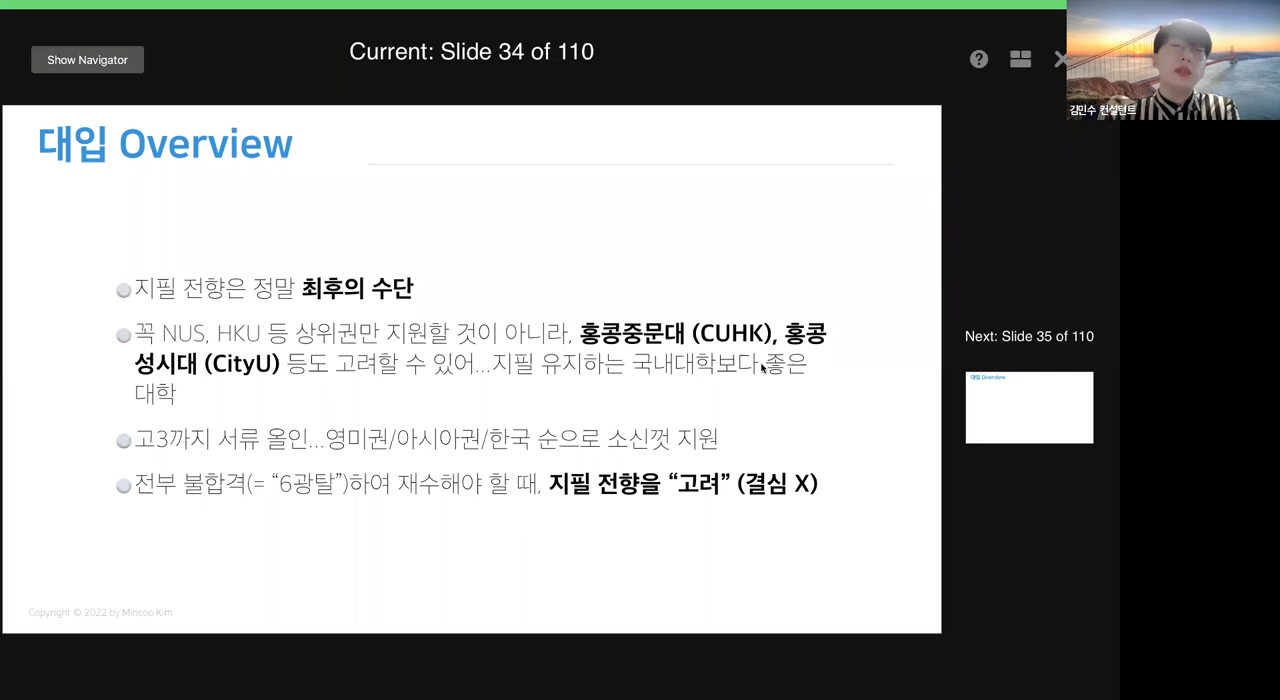 Show Navigator
Current: Slide 34 of 110
?
김민수 컨설턴트
대입 Overview
지필 전향은 정말 최후의 수단
꼭 NUS, HKU 등 상위권만 지원할 것이 아니라, 홍콩중문대 (CUHK), 홍콩
성시대 (CityU) 등도 고려할 수 있어...지필 유지하는 국내대학보다 좋은
대학
고3까지 서류 올인...영미권/아시아권/한국 순으로 소신껏 지원
전부 불합격(= “6광탈”)하여 재수해야 할 때, 지필 전향을 “고려” (결심 X)
Copyright © 2022 by Minsoo Kim
Next: Slide 35 of 110
대입 Overview